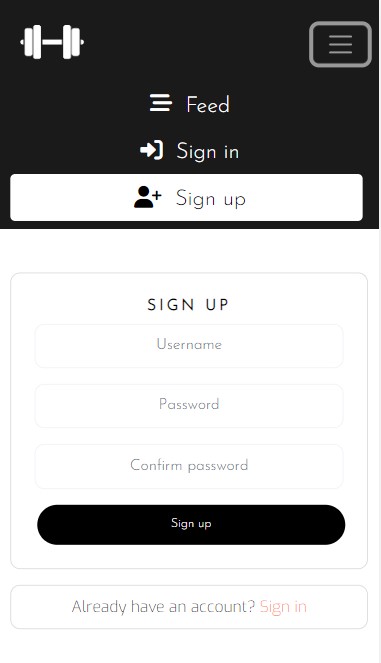 Feed
Sign in
Sign up
SIGN UP
Username
Password
Confirm password
Sign up
Already have an account? Sign in